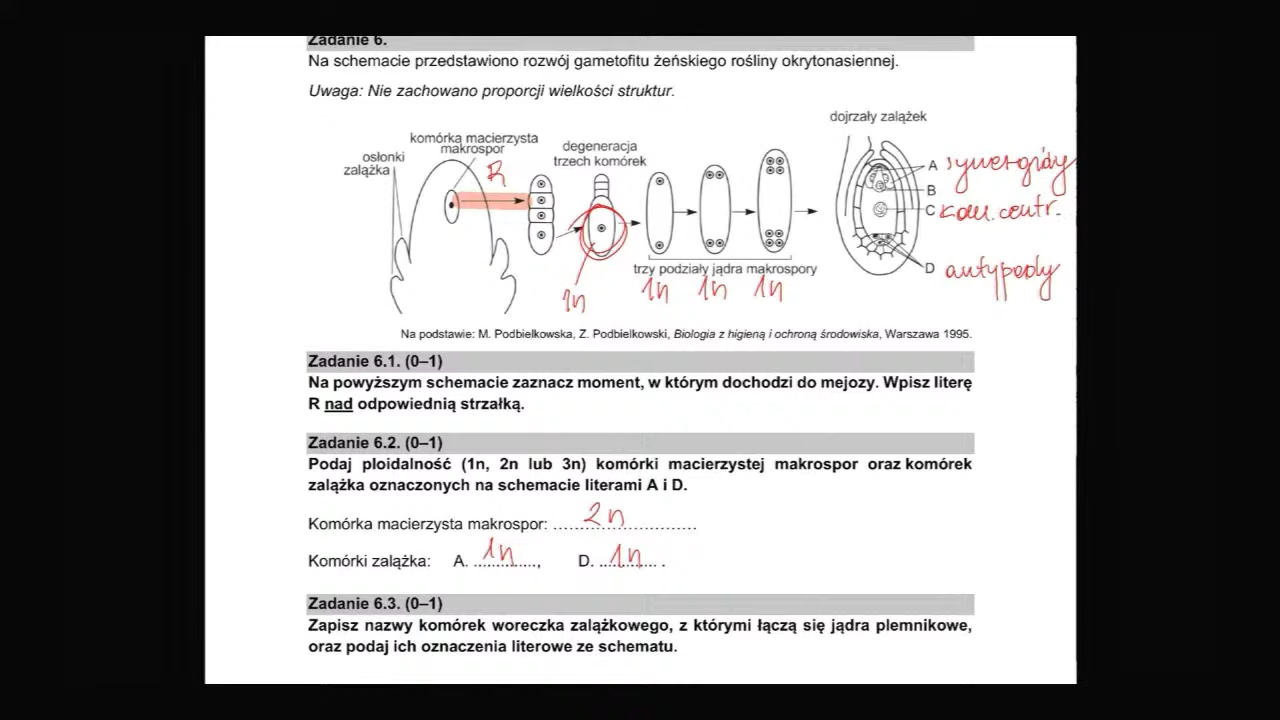 Zadanie 6.
Na schemacie przedstawiono rozwój gametofitu żeńskiego rośliny okrytonasiennej.
Uwaga: Nie zachowano proporcji wielkości struktur.
dojrzały zalążek
komórka macierzysta
makrospor
degeneracja
trzech komórek
osłonki
zalążka
R
A synergidy
B
C kom. centr.
D antypody
trzy podziały jądra makrospory
1n 1n 1n 1n
Na podstawie: M. Podbielkowska, Z. Podbielkowski, Biologia z higieną i ochroną środowiska, Warszawa 1995.
Zadanie 6.1. (0–1)
Na powyższym schemacie zaznacz moment, w którym dochodzi do mejozy. Wpisz literę
R nad odpowiednią strzałką.
Zadanie 6.2. (0–1)
Podaj ploidalność (1n, 2n lub 3n) komórki macierzystej makrospor oraz komórek
zalążka oznaczonych na schemacie literami A i D.
Komórka macierzysta makrospor: 2n
Komórki zalążka: A. 1n, D. 1n.
Zadanie 6.3. (0–1)
Zapisz nazwy komórek woreczka zalążkowego, z którymi łączą się jądra plemnikowe,
oraz podaj ich oznaczenia literowe ze schematu.